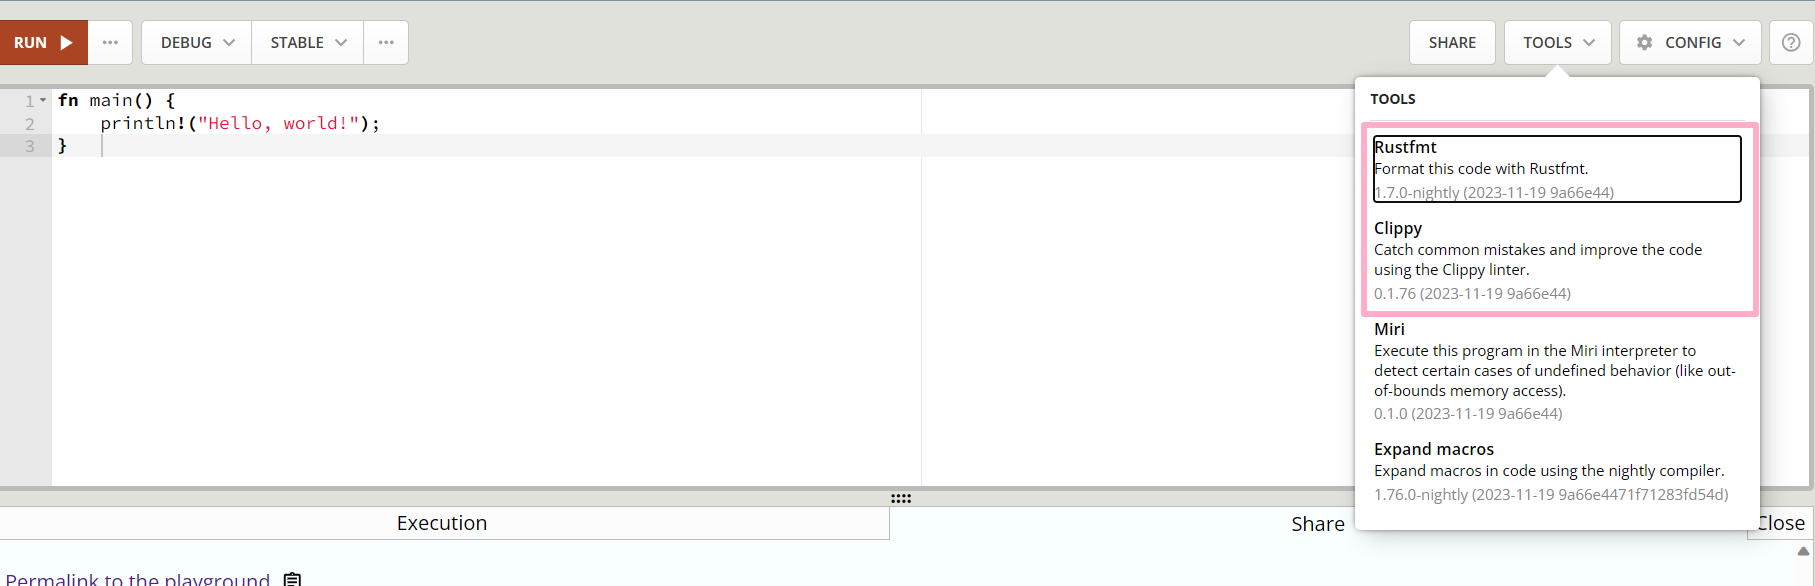 RUN ▶ ··· DEBUG STABLE ··· SHARE TOOLS CONFIG ?
1 fn main() {
2 println!("Hello, world!");
3 }
TOOLS
Rustfmt
Format this code with Rustfmt.
1.7.0-nightly (2023-11-19 9a66e44)
Clippy
Catch common mistakes and improve the code
using the Clippy linter.
0.1.76 (2023-11-19 9a66e44)
Miri
Execute this program in the Miri interpreter to
detect certain cases of undefined behavior (like out-
of-bounds memory access).
0.1.0 (2023-11-19 9a66e44)
Expand macros
Expand macros in code using the nightly compiler.
1.76.0-nightly (2023-11-19 9a66e4471f71283fd54d)
Execution Share Close
Permalink to the playground